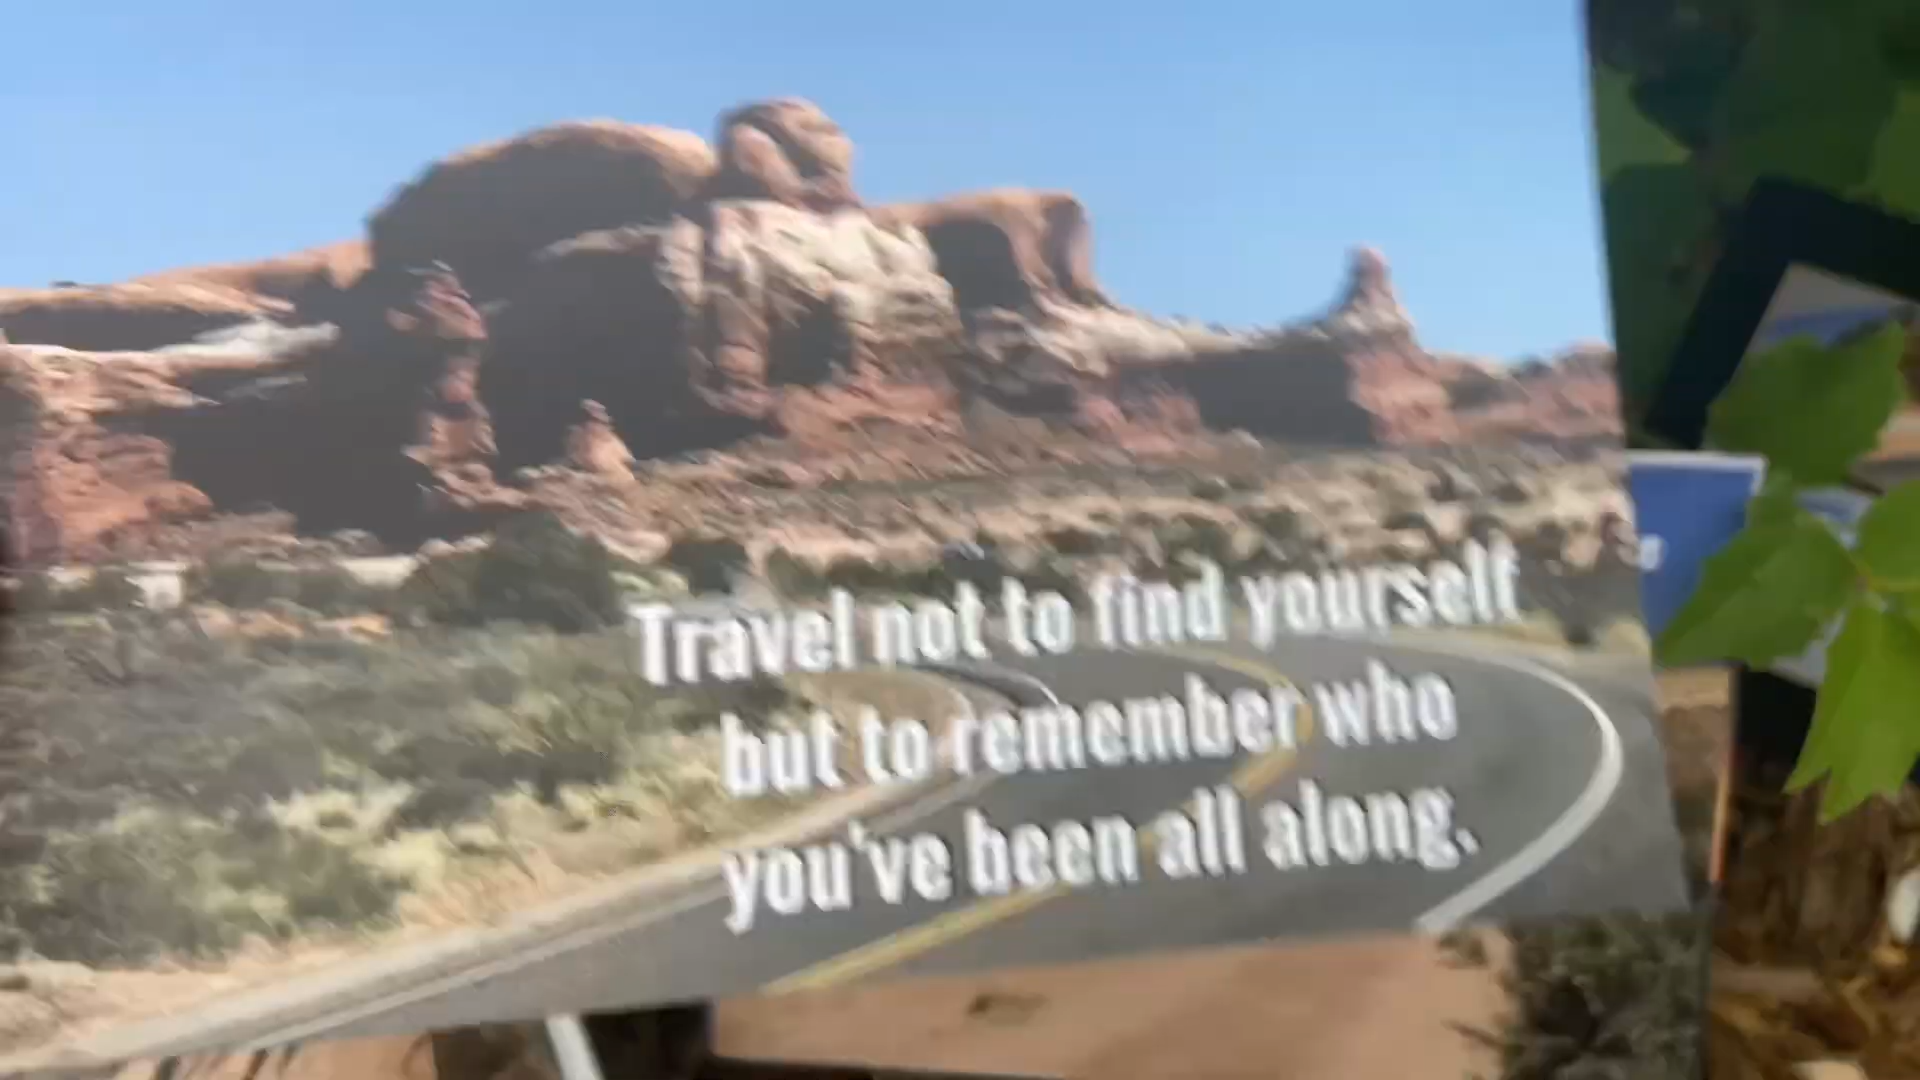 Travel not to find yourself
but to remember who
you've been all along.